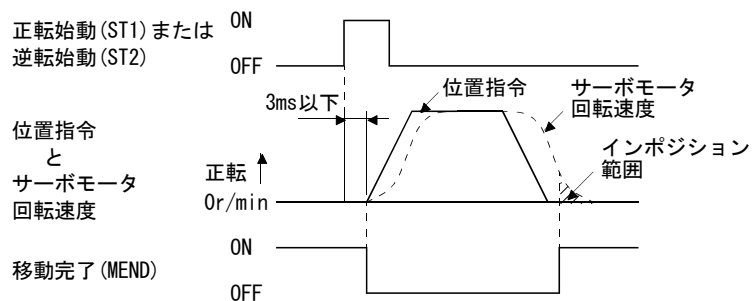 正転始動(ST1)または
逆転始動(ST2)
ON
OFF
3ms以下
位置指令
サーボモータ
回転速度
位置指令
と
サーボモータ
回転速度
正転
0r/min
インポジション
範囲
移動完了(MEND)
ON
OFF